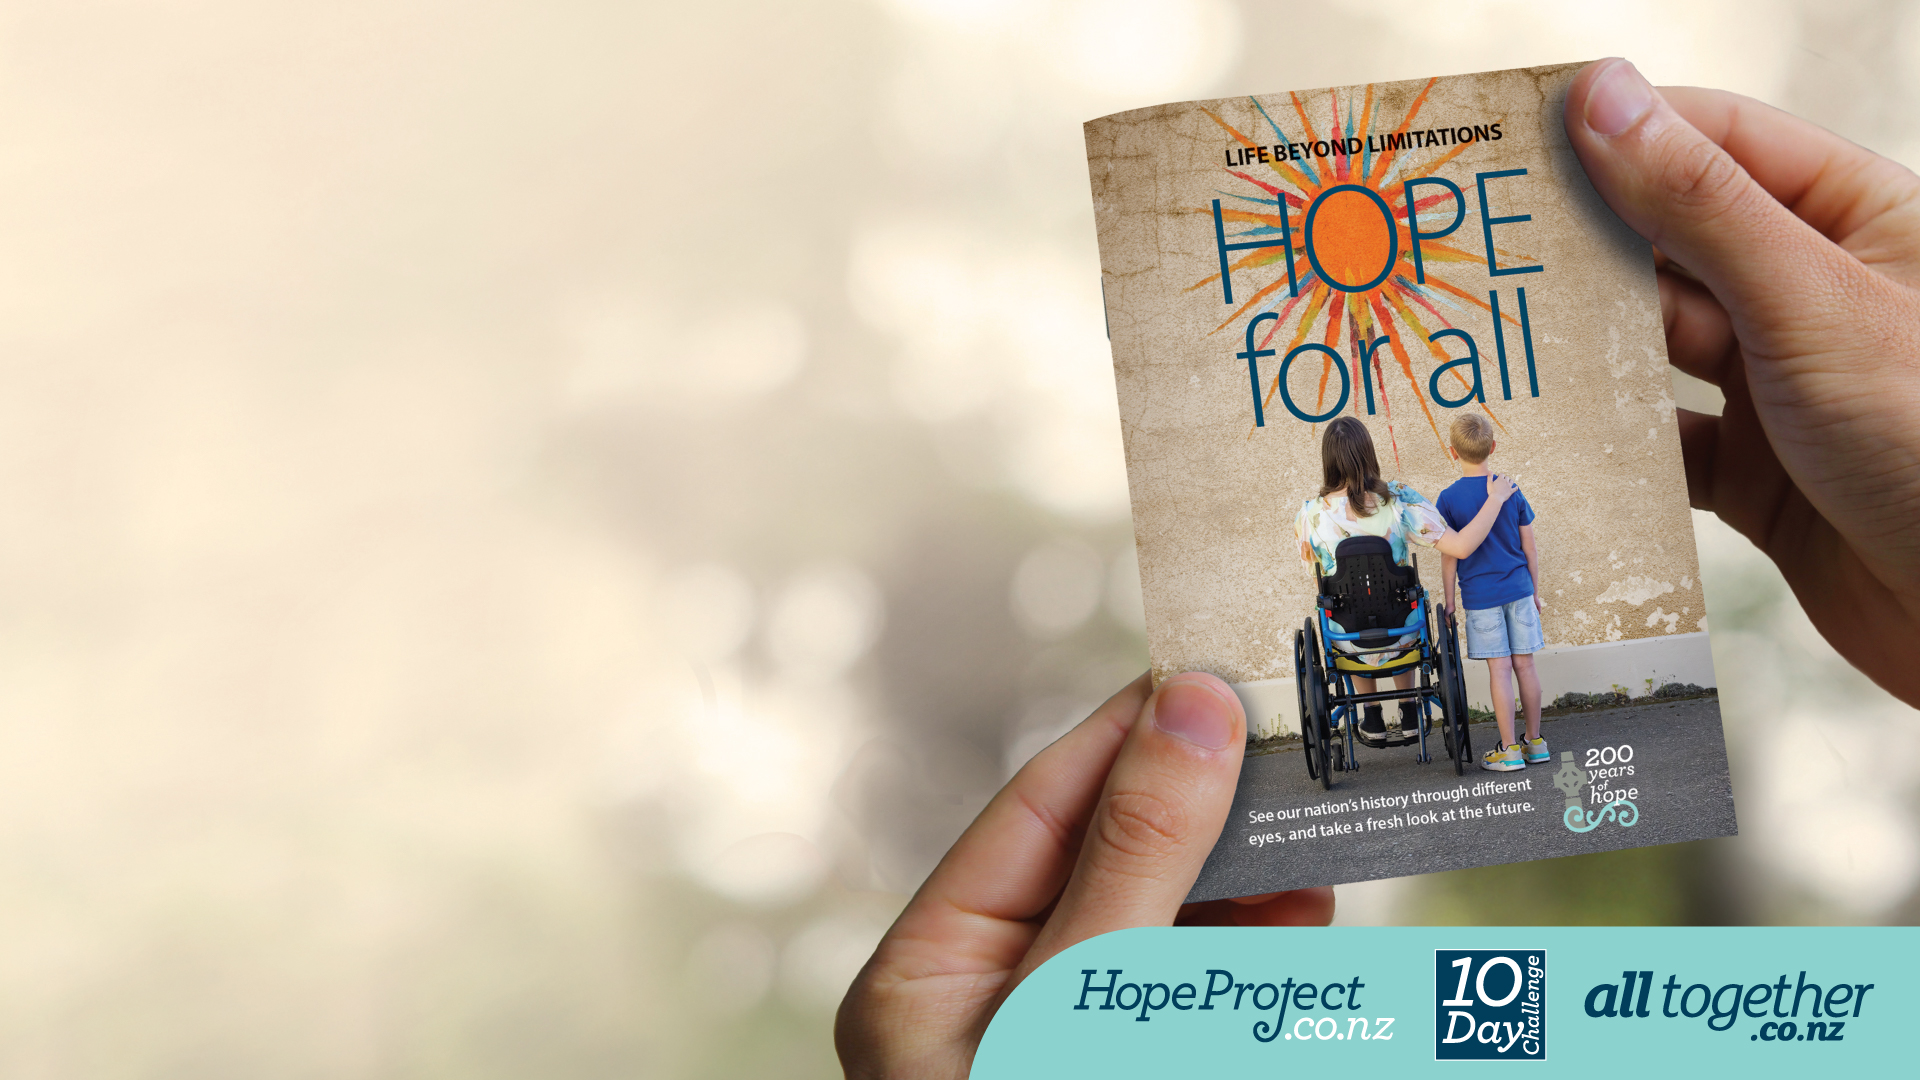 LIFE BEYOND LIMITATIONS
HOPE
for all
See our nation's history through different
eyes, and take a fresh look at the future.
200
years
of
hope
HopeProject
.co.nz
10
Day
Challenge
all together
.co.nz